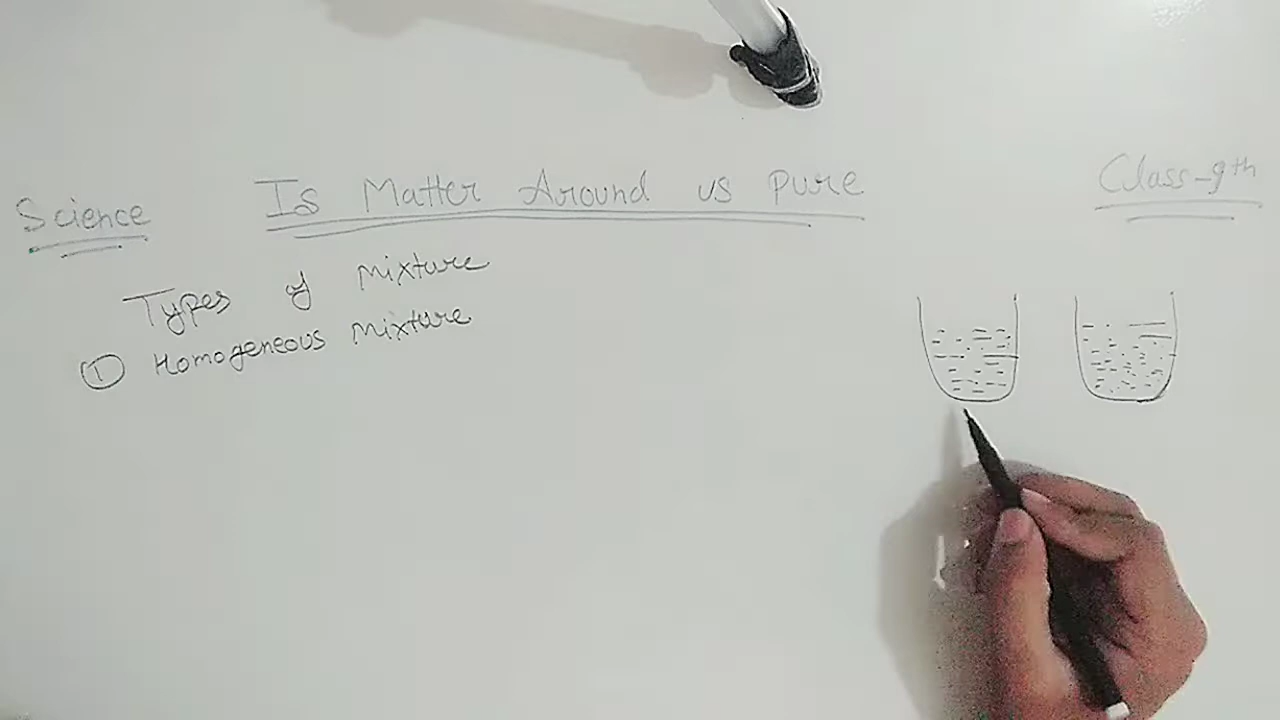 Science
Is Matter Around us Pure
Class-9th
Types of Mixture
① Homogeneous Mixture